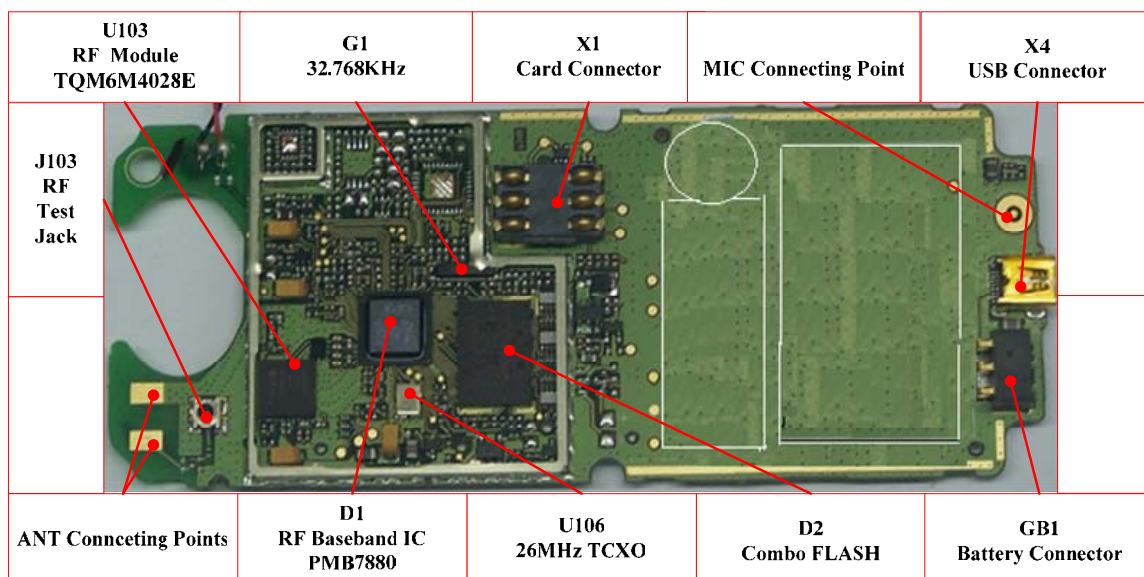 U103
RF Module
TQM6M4028E
G1
32.768KHz
X1
Card Connector
MIC Connecting Point
X4
USB Connector
J103
RF
Test
Jack
ANT Connceting Points
D1
RF Baseband IC
PMB7880
U106
26MHz TCXO
D2
Combo FLASH
GB1
Battery Connector